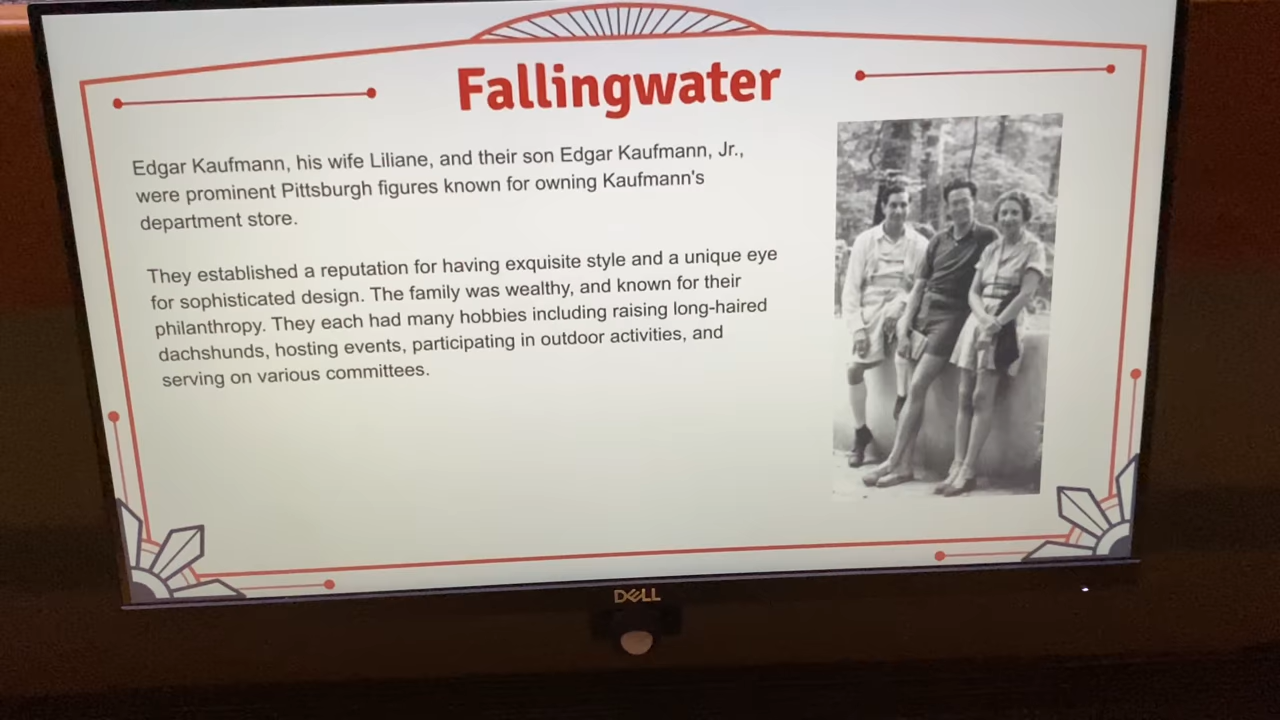 Fallingwater
Edgar Kaufmann, his wife Liliane, and their son Edgar Kaufmann, Jr.,
were prominent Pittsburgh figures known for owning Kaufmann's
department store.
They established a reputation for having exquisite style and a unique eye
for sophisticated design. The family was wealthy, and known for their
philanthropy. They each had many hobbies including raising long-haired
dachshunds, hosting events, participating in outdoor activities, and
serving on various committees.
DELL